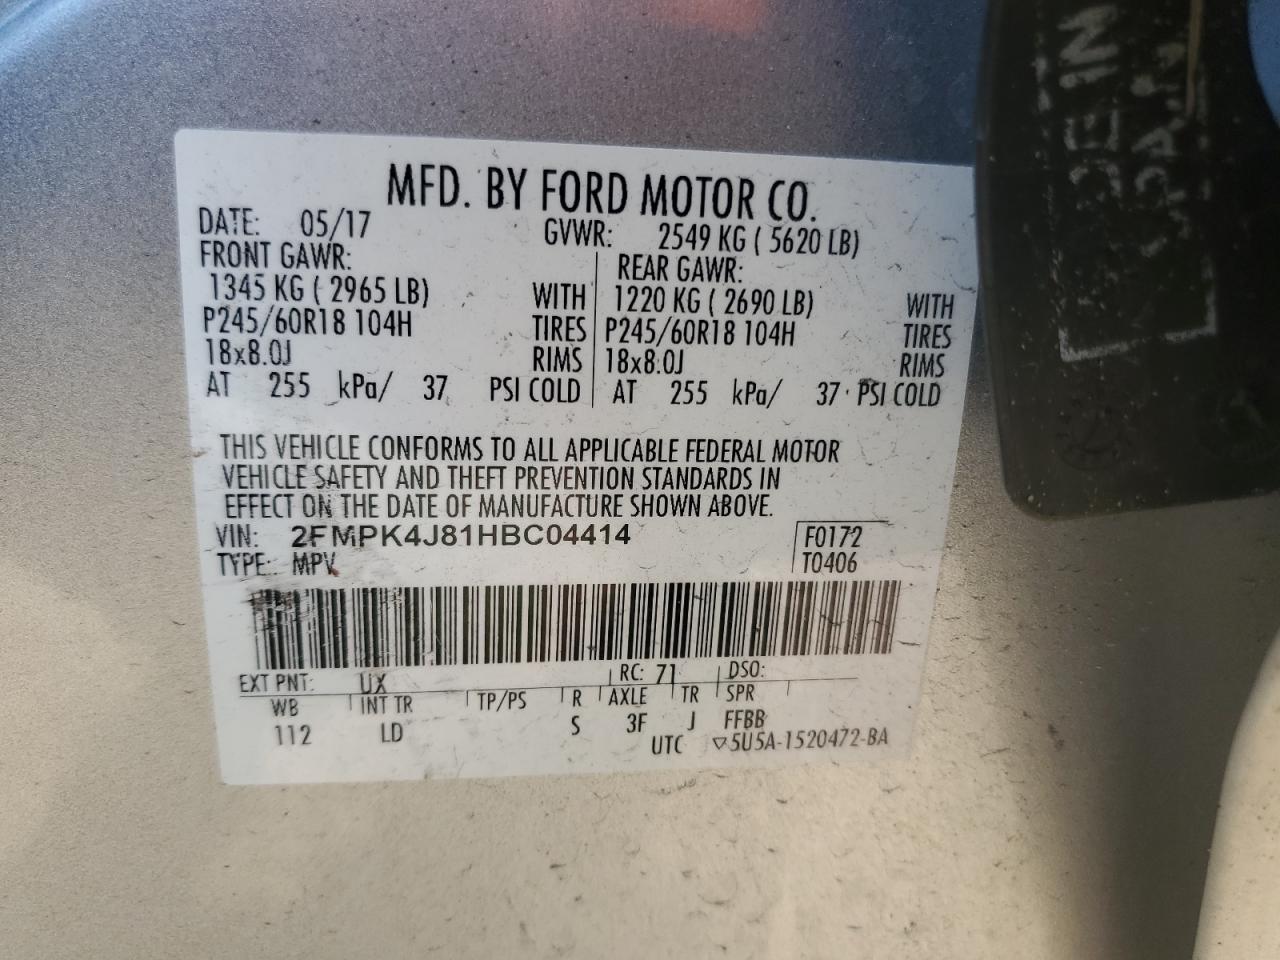 MFD. BY FORD MOTOR CO.
DATE: 05/17 GVWR: 2549 KG ( 5620 LB)
FRONT GAWR: REAR GAWR:
1345 KG ( 2965 LB) WITH 1220 KG ( 2690 LB) WITH
P245/60R18 104H TIRES P245/60R18 104H TIRES
18x8.0J RIMS 18x8.0J RIMS
AT 255 kPa/ 37 PSI COLD AT 255 kPa/ 37 PSI COLD
THIS VEHICLE CONFORMS TO ALL APPLICABLE FEDERAL MOTOR
VEHICLE SAFETY AND THEFT PREVENTION STANDARDS IN
EFFECT ON THE DATE OF MANUFACTURE SHOWN ABOVE.
VIN: 2FMPK4J81HBC04414 F0172
TYPE: MPV T0406
EXT PNT: UX RC: 71 DSO:
WB INT TR TP/PS R AXLE TR SPR
112 LD S 3F J FFBB
UTC ▽5U5A-1520472-BA